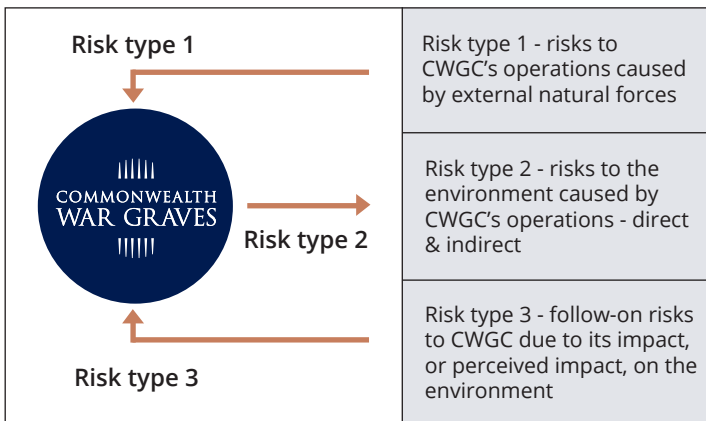 Risk type 1
COMMONWEALTH
WAR GRAVES
Risk type 2
Risk type 3
Risk type 1 - risks to
CWGC's operations caused
by external natural forces
Risk type 2 - risks to the
environment caused by
CWGC's operations - direct
& indirect
Risk type 3 - follow-on risks
to CWGC due to its impact,
or perceived impact, on the
environment